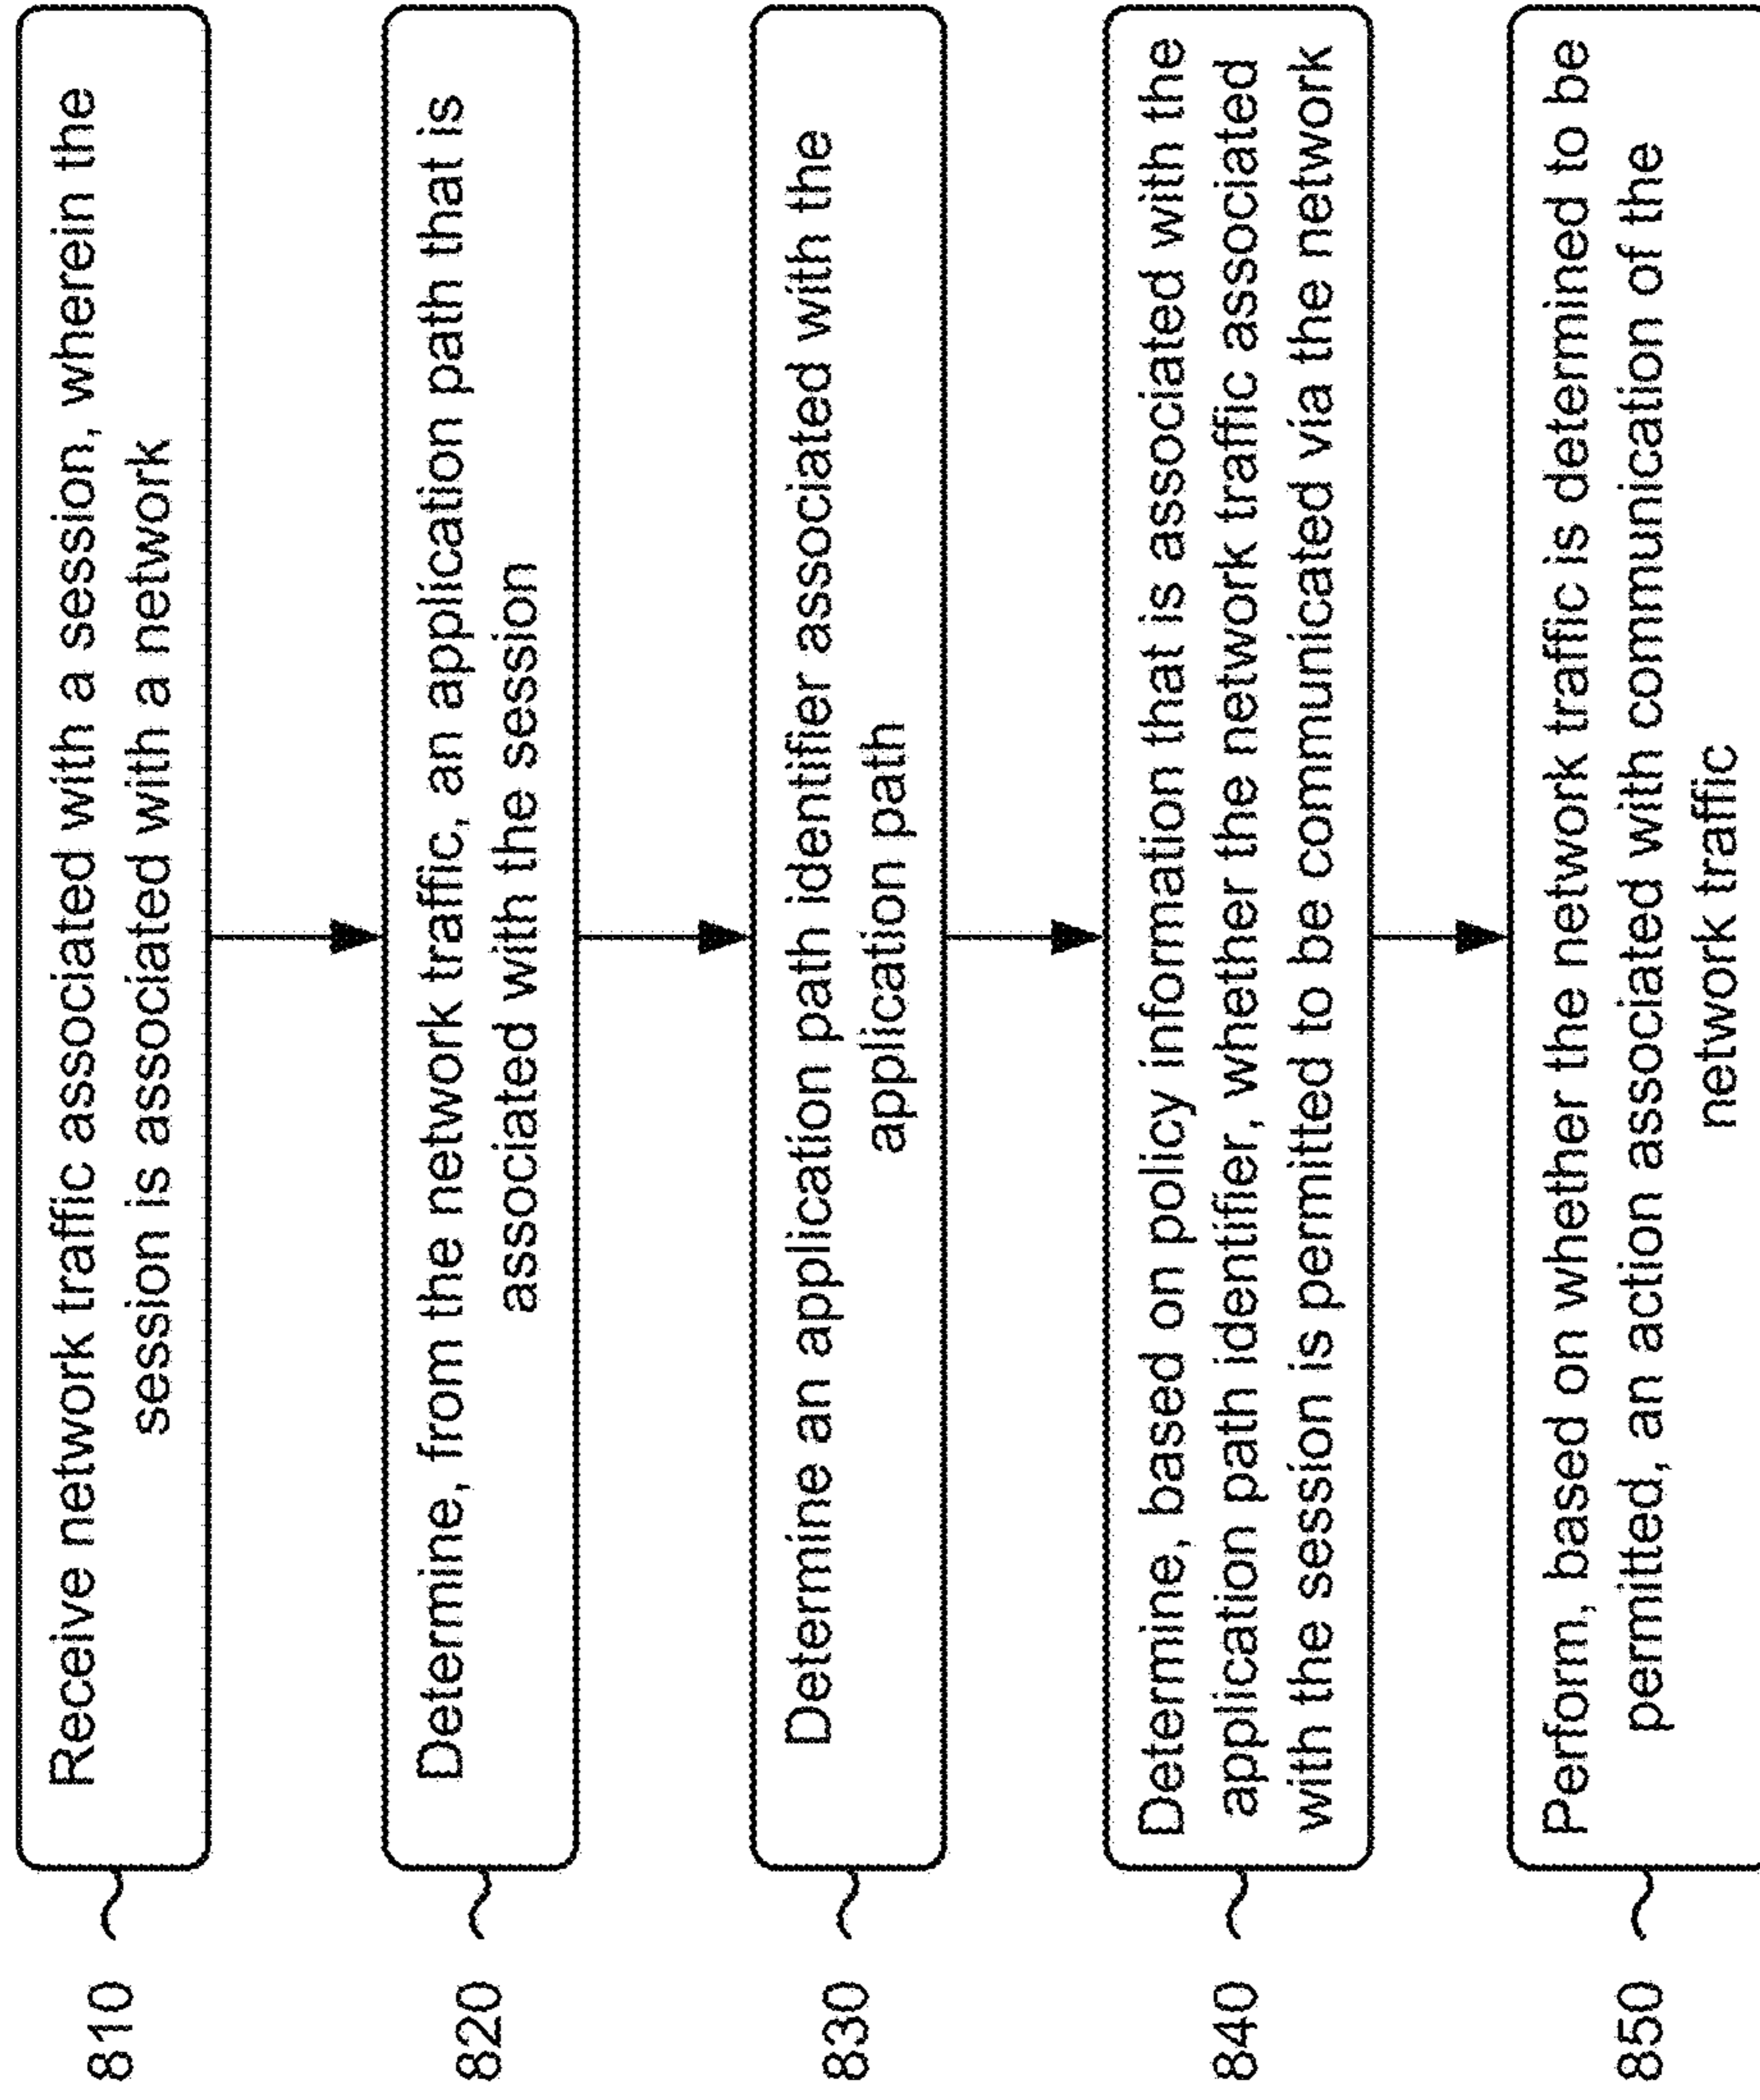 810
Receive network traffic associated with a session, wherein the
session is associated with a network
820
Determine, from the network traffic, an application path that is
associated with the session
830
Determine an application path identifier associated with the
application path
840
Determine, based on policy information that is associated with the
application path identifier, whether the network traffic associated
with the session is permitted to be communicated via the network
850
Perform, based on whether the network traffic is determined to be
permitted, an action associated with communication of the
network traffic